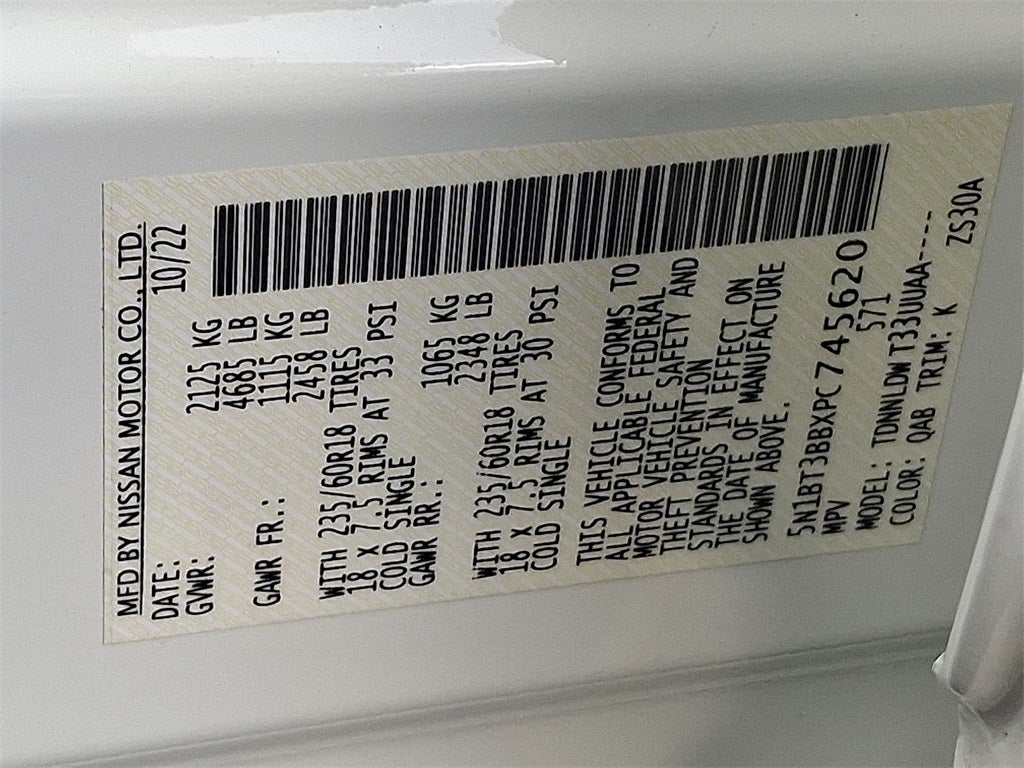 MFD BY NISSAN MOTOR CO., LTD.
DATE: 10/22
GVWR: 2125 KG
4685 LB
GAWR FR.: 1115 KG
2458 LB
WITH 235/60R18 TIRES
18 X 7.5 RIMS AT 33 PSI
COLD SINGLE
GAWR RR.: 1065 KG
2348 LB
WITH 235/60R18 TIRES
18 X 7.5 RIMS AT 30 PSI
COLD SINGLE
THIS VEHICLE CONFORMS TO
ALL APPLICABLE FEDERAL
MOTOR VEHICLE SAFETY AND
THEFT PREVENTION
STANDARDS IN EFFECT ON
THE DATE OF MANUFACTURE
SHOWN ABOVE.
5N1BT3BBXPC745620
MPV 571
MODEL: TDNNLDWT33UUAA----
COLOR: QAB TRIM: K ZS30A